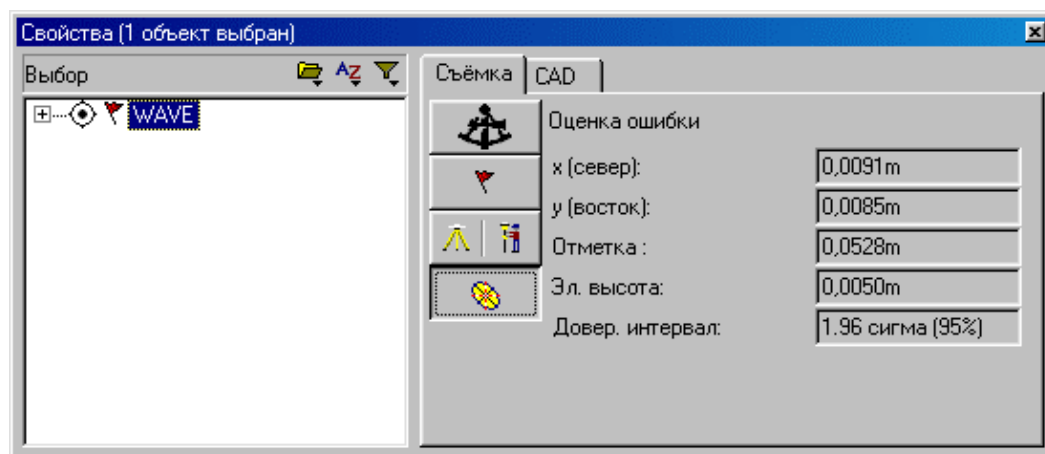 Свойства (1 объект выбран)
Выбор
AZ
WAVE
Съёмка
CAD
Оценка ошибки
x (север): 0,0091m
y (восток): 0,0085m
Отметка : 0,0528m
Эл. высота: 0,0050m
Довер. интервал: 1.96 сигма (95%)